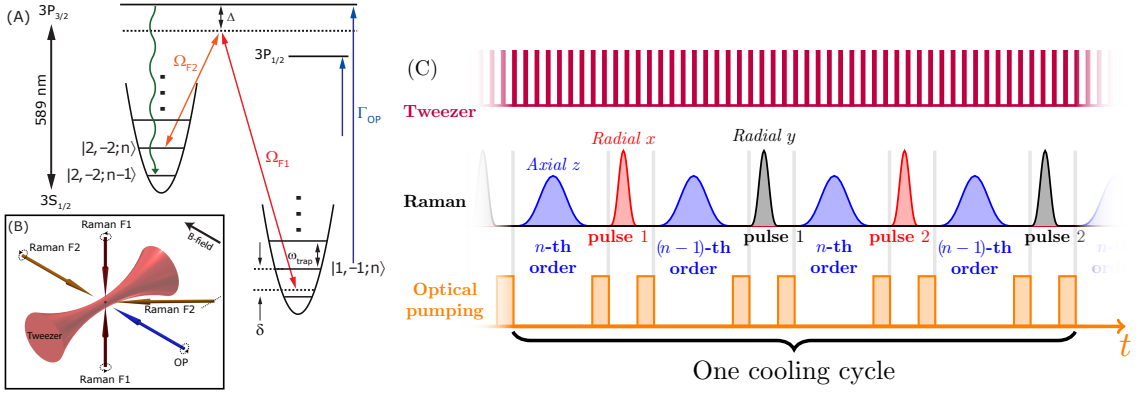 (A)
3P3/2
Δ
ΩF2
3P1/2
589 nm
ΓOP
|2,-2;n⟩
ΩF1
|2,-2;n-1⟩
3S1/2
ωtrap
|1,-1;n⟩
δ
(B)
Raman F1
B-field
Raman F2
Raman F2
Tweezer
OP
Raman F1
(C)
Tweezer
Radial x
Radial y
Axial z
Raman
pulse 1
pulse 1
pulse 2
pulse 2
n-th
order
(n − 1)-th
order
n-th
order
(n − 1)-th
order
n-th
order
Optical
pumping
t
One cooling cycle